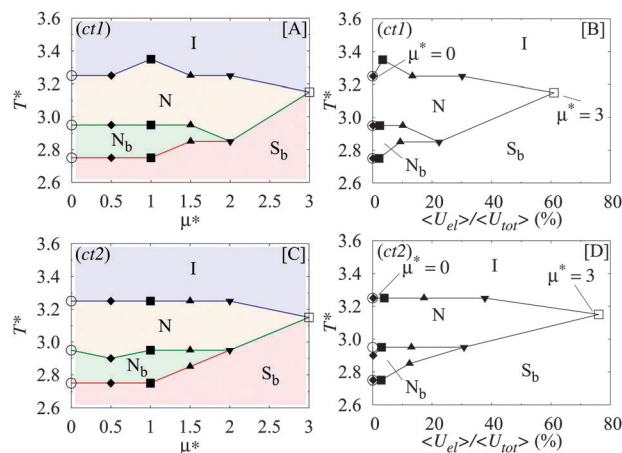 (ct1) [A]
I
N
N_b
S_b
T*
3.6
3.4
3.2
3.0
2.8
2.6
0 0.5 1 1.5 2 2.5 3
μ*
(ct1) [B]
μ* = 0
I
N
μ* = 3
N_b
S_b
T*
3.6
3.4
3.2
3.0
2.8
2.6
0 20 40 60 80
<U_el>/<U_tot> (%)
(ct2) [C]
I
N
N_b
S_b
T*
3.6
3.4
3.2
3.0
2.8
2.6
0 0.5 1 1.5 2 2.5 3
μ*
(ct2) [D]
μ* = 0
I
μ* = 3
N
N_b
S_b
T*
3.6
3.4
3.2
3.0
2.8
2.6
0 20 40 60 80
<U_el>/<U_tot> (%)